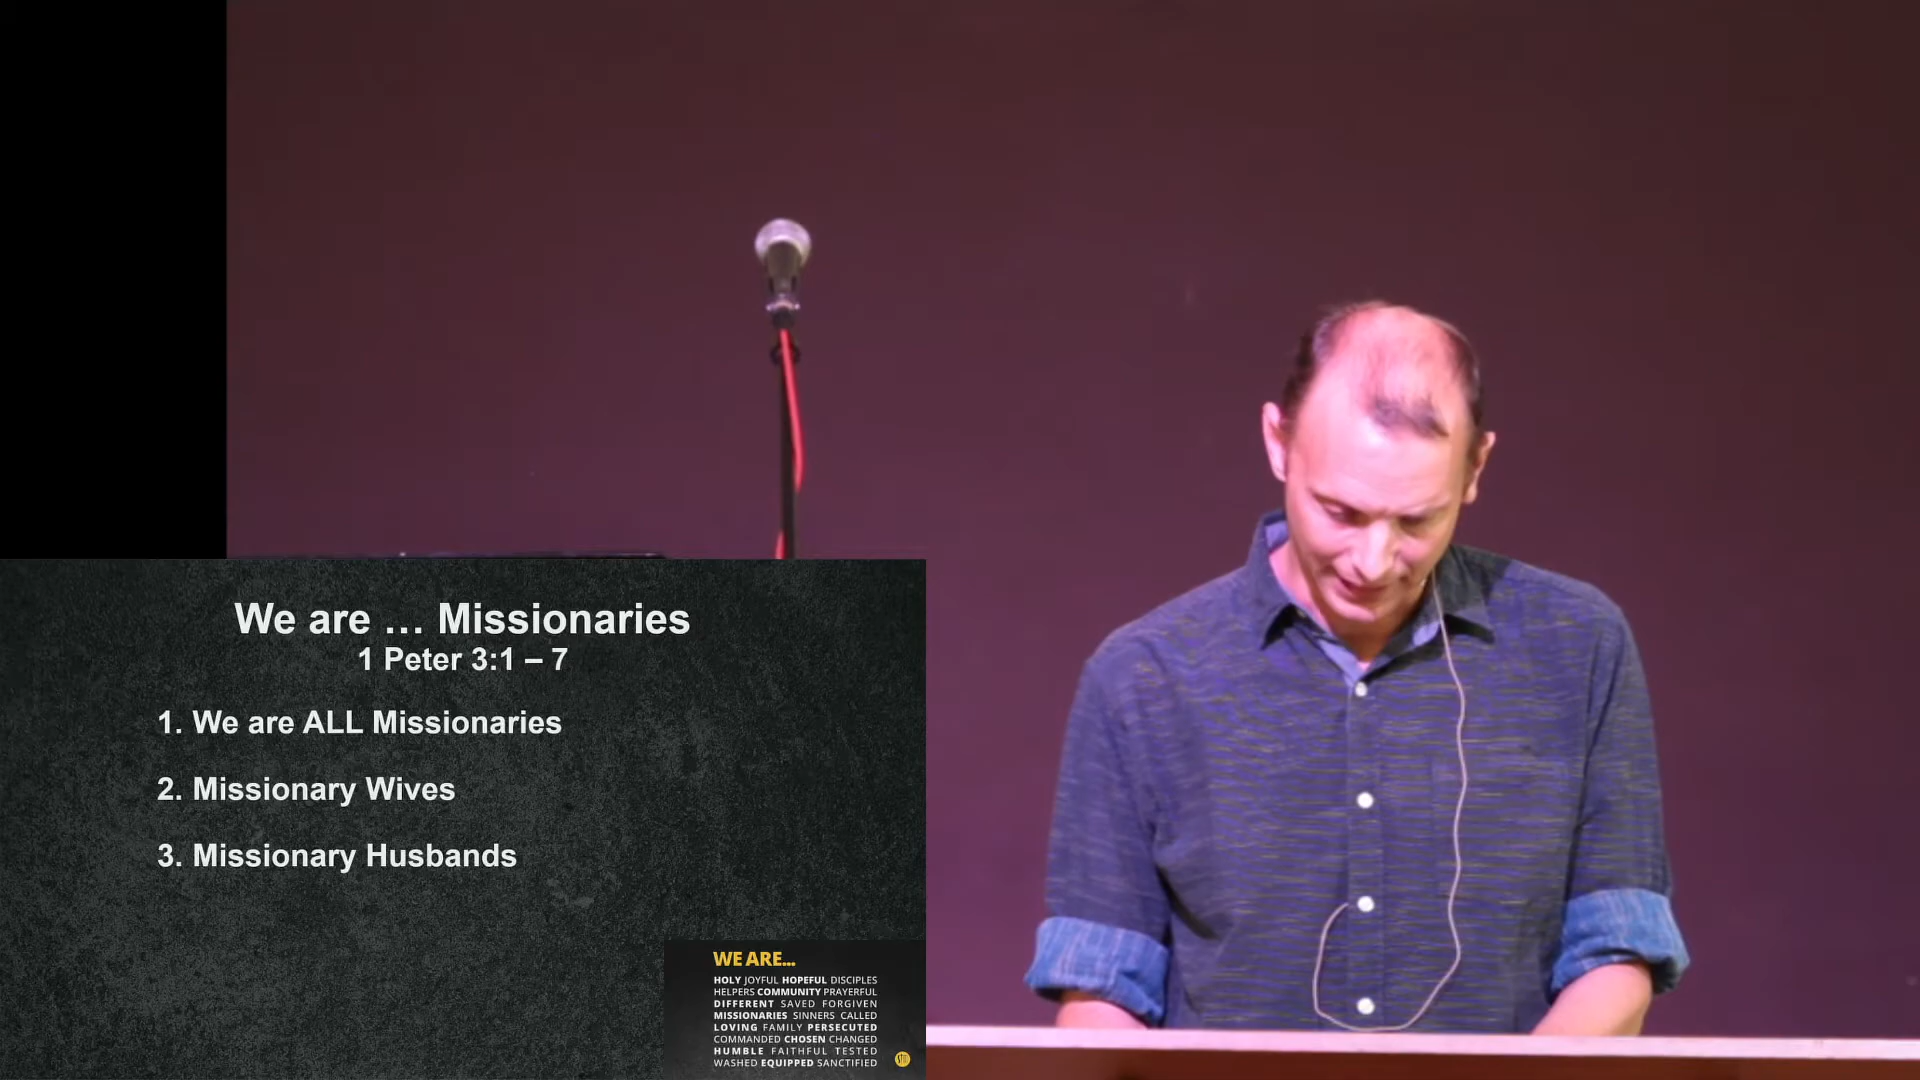 We are … Missionaries
1 Peter 3:1 – 7
1. We are ALL Missionaries
2. Missionary Wives
3. Missionary Husbands
WE ARE...
HOLY JOYFUL HOPEFUL DISCIPLES
HELPERS COMMUNITY PRAYERFUL
DIFFERENT SAVED FORGIVEN
MISSIONARIES SINNERS CALLED
LOVING FAMILY PERSECUTED
COMMANDED CHOSEN CHANGED
HUMBLE FAITHFUL TESTED
WASHED EQUIPPED SANCTIFIED